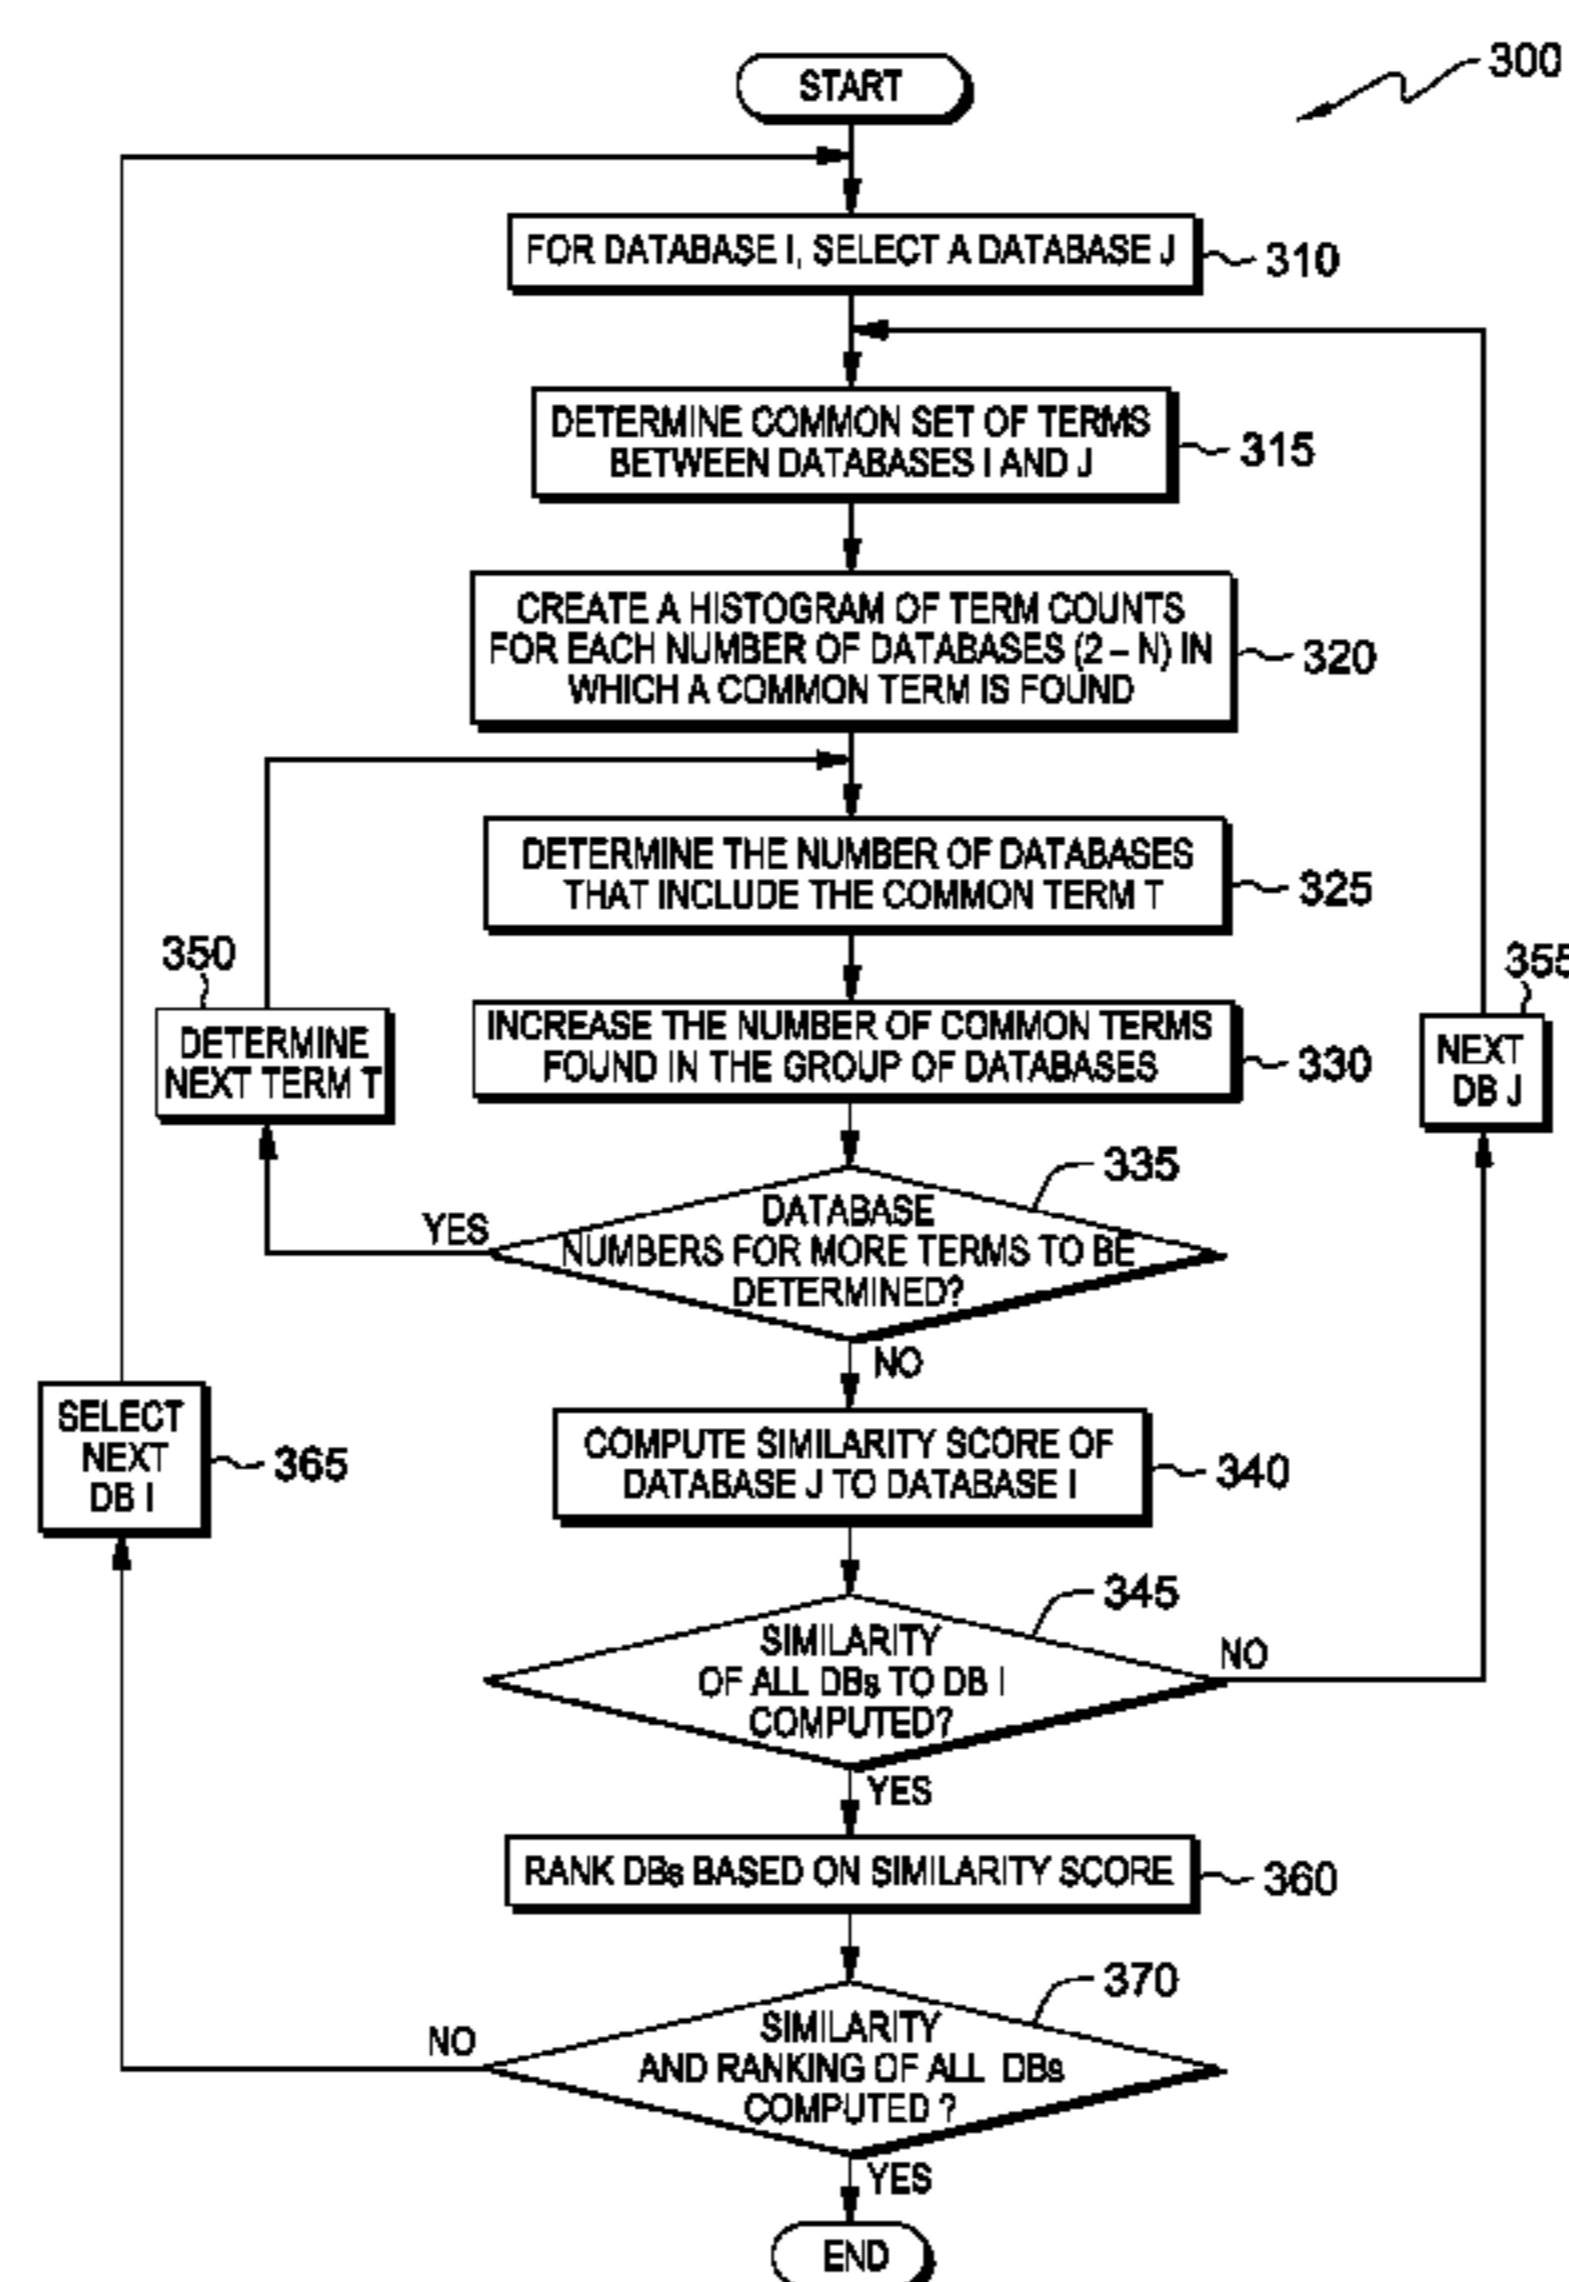 300
START
FOR DATABASE I, SELECT A DATABASE J
310
DETERMINE COMMON SET OF TERMS
BETWEEN DATABASES I AND J
315
CREATE A HISTOGRAM OF TERM COUNTS
FOR EACH NUMBER OF DATABASES (2 – N) IN
WHICH A COMMON TERM IS FOUND
320
DETERMINE THE NUMBER OF DATABASES
THAT INCLUDE THE COMMON TERM T
325
350
DETERMINE
NEXT TERM T
INCREASE THE NUMBER OF COMMON TERMS
FOUND IN THE GROUP OF DATABASES
330
355
NEXT
DB J
335
DATABASE
NUMBERS FOR MORE TERMS TO BE
DETERMINED?
YES
NO
SELECT
NEXT
DB I
365
COMPUTE SIMILARITY SCORE OF
DATABASE J TO DATABASE I
340
345
SIMILARITY
OF ALL DBs TO DB I
COMPUTED?
NO
YES
RANK DBs BASED ON SIMILARITY SCORE
360
370
SIMILARITY
AND RANKING OF ALL DBs
COMPUTED ?
NO
YES
END